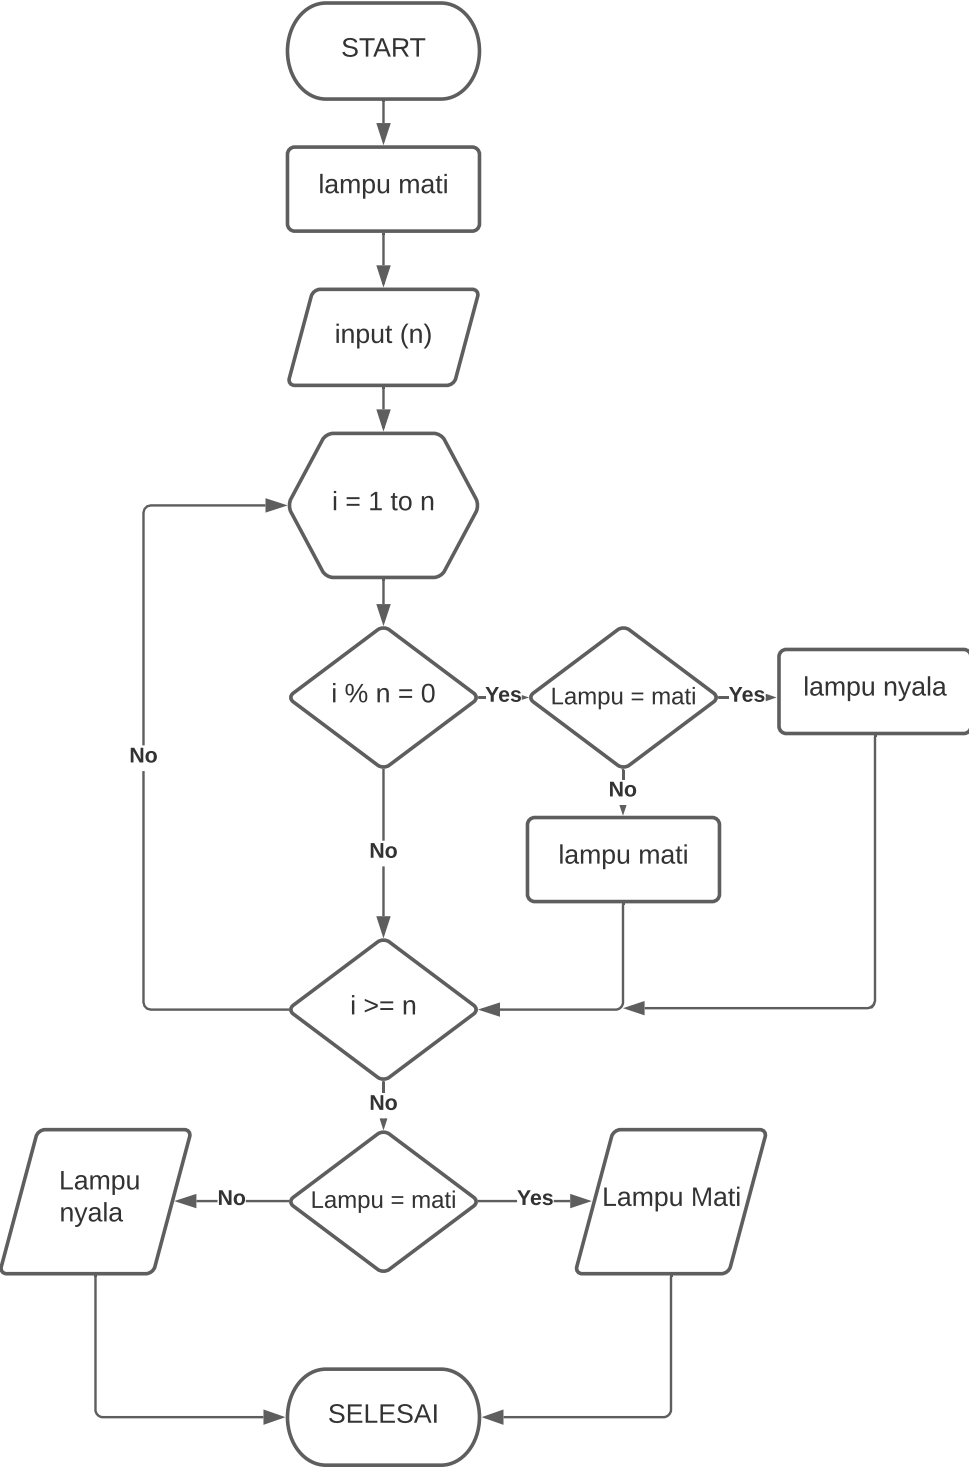 START
lampu mati
input (n)
i = 1 to n
i % n = 0
Yes
Lampu = mati
Yes
lampu nyala
No
No
lampu mati
No
i >= n
No
Lampu
nyala
No
Lampu = mati
Yes
Lampu Mati
SELESAI